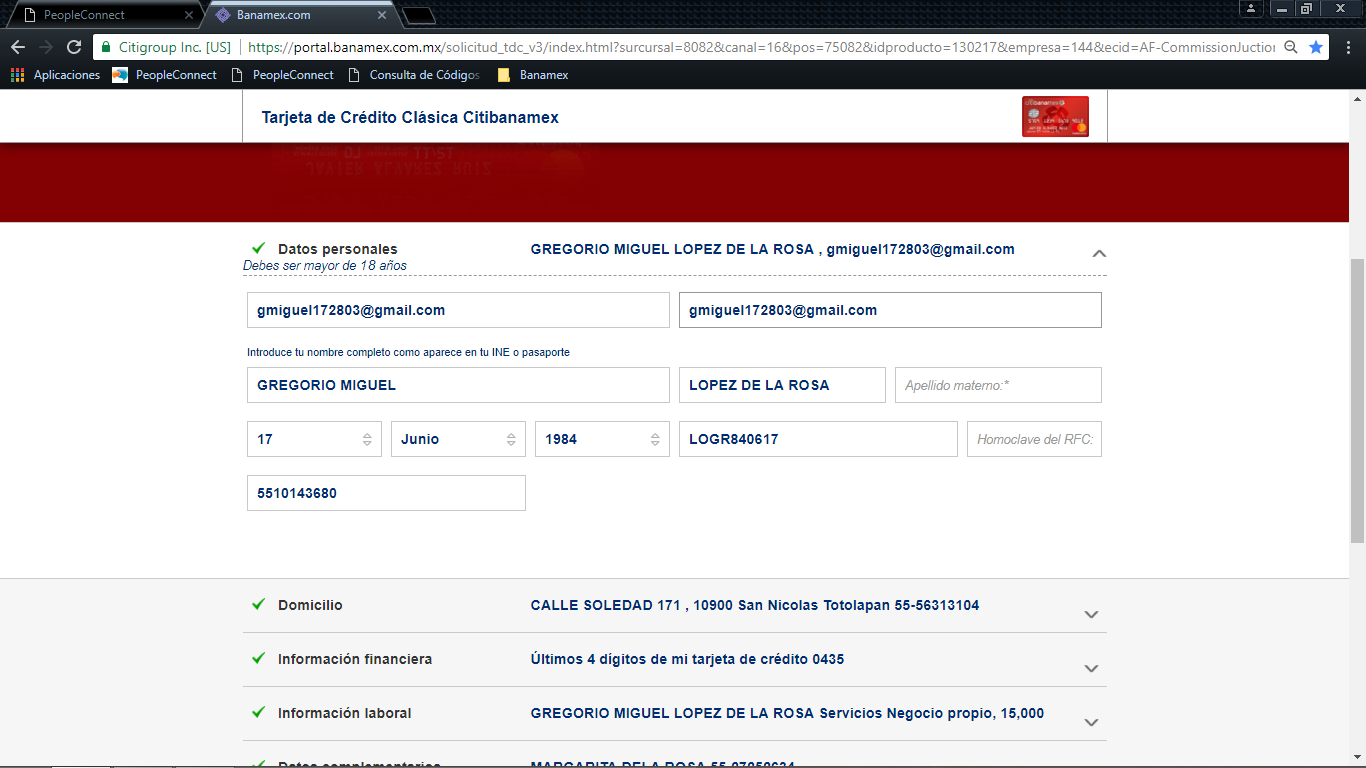 PeopleConnect
Banamex.com
Citigroup Inc. [US] https://portal.banamex.com.mx/solicitud_tdc_v3/index.html?surcursal=8082&canal=16&pos=75082&idproducto=130217&empresa=144&ecid=AF-CommissionJuctio
Aplicaciones PeopleConnect PeopleConnect Consulta de Códigos Banamex
Tarjeta de Crédito Clásica Citibanamex
Datos personales GREGORIO MIGUEL LOPEZ DE LA ROSA , gmiguel172803@gmail.com
Debes ser mayor de 18 años
gmiguel172803@gmail.com gmiguel172803@gmail.com
Introduce tu nombre completo como aparece en tu INE o pasaporte
GREGORIO MIGUEL LOPEZ DE LA ROSA Apellido materno:*
17 Junio 1984 LOGR840617 Homoclave del RFC:
5510143680
Domicilio CALLE SOLEDAD 171 , 10900 San Nicolas Totolapan 55-56313104
Información financiera Últimos 4 dígitos de mi tarjeta de crédito 0435
Información laboral GREGORIO MIGUEL LOPEZ DE LA ROSA Servicios Negocio propio, 15,000
Datos complementarios MARGARITA DELA ROSA